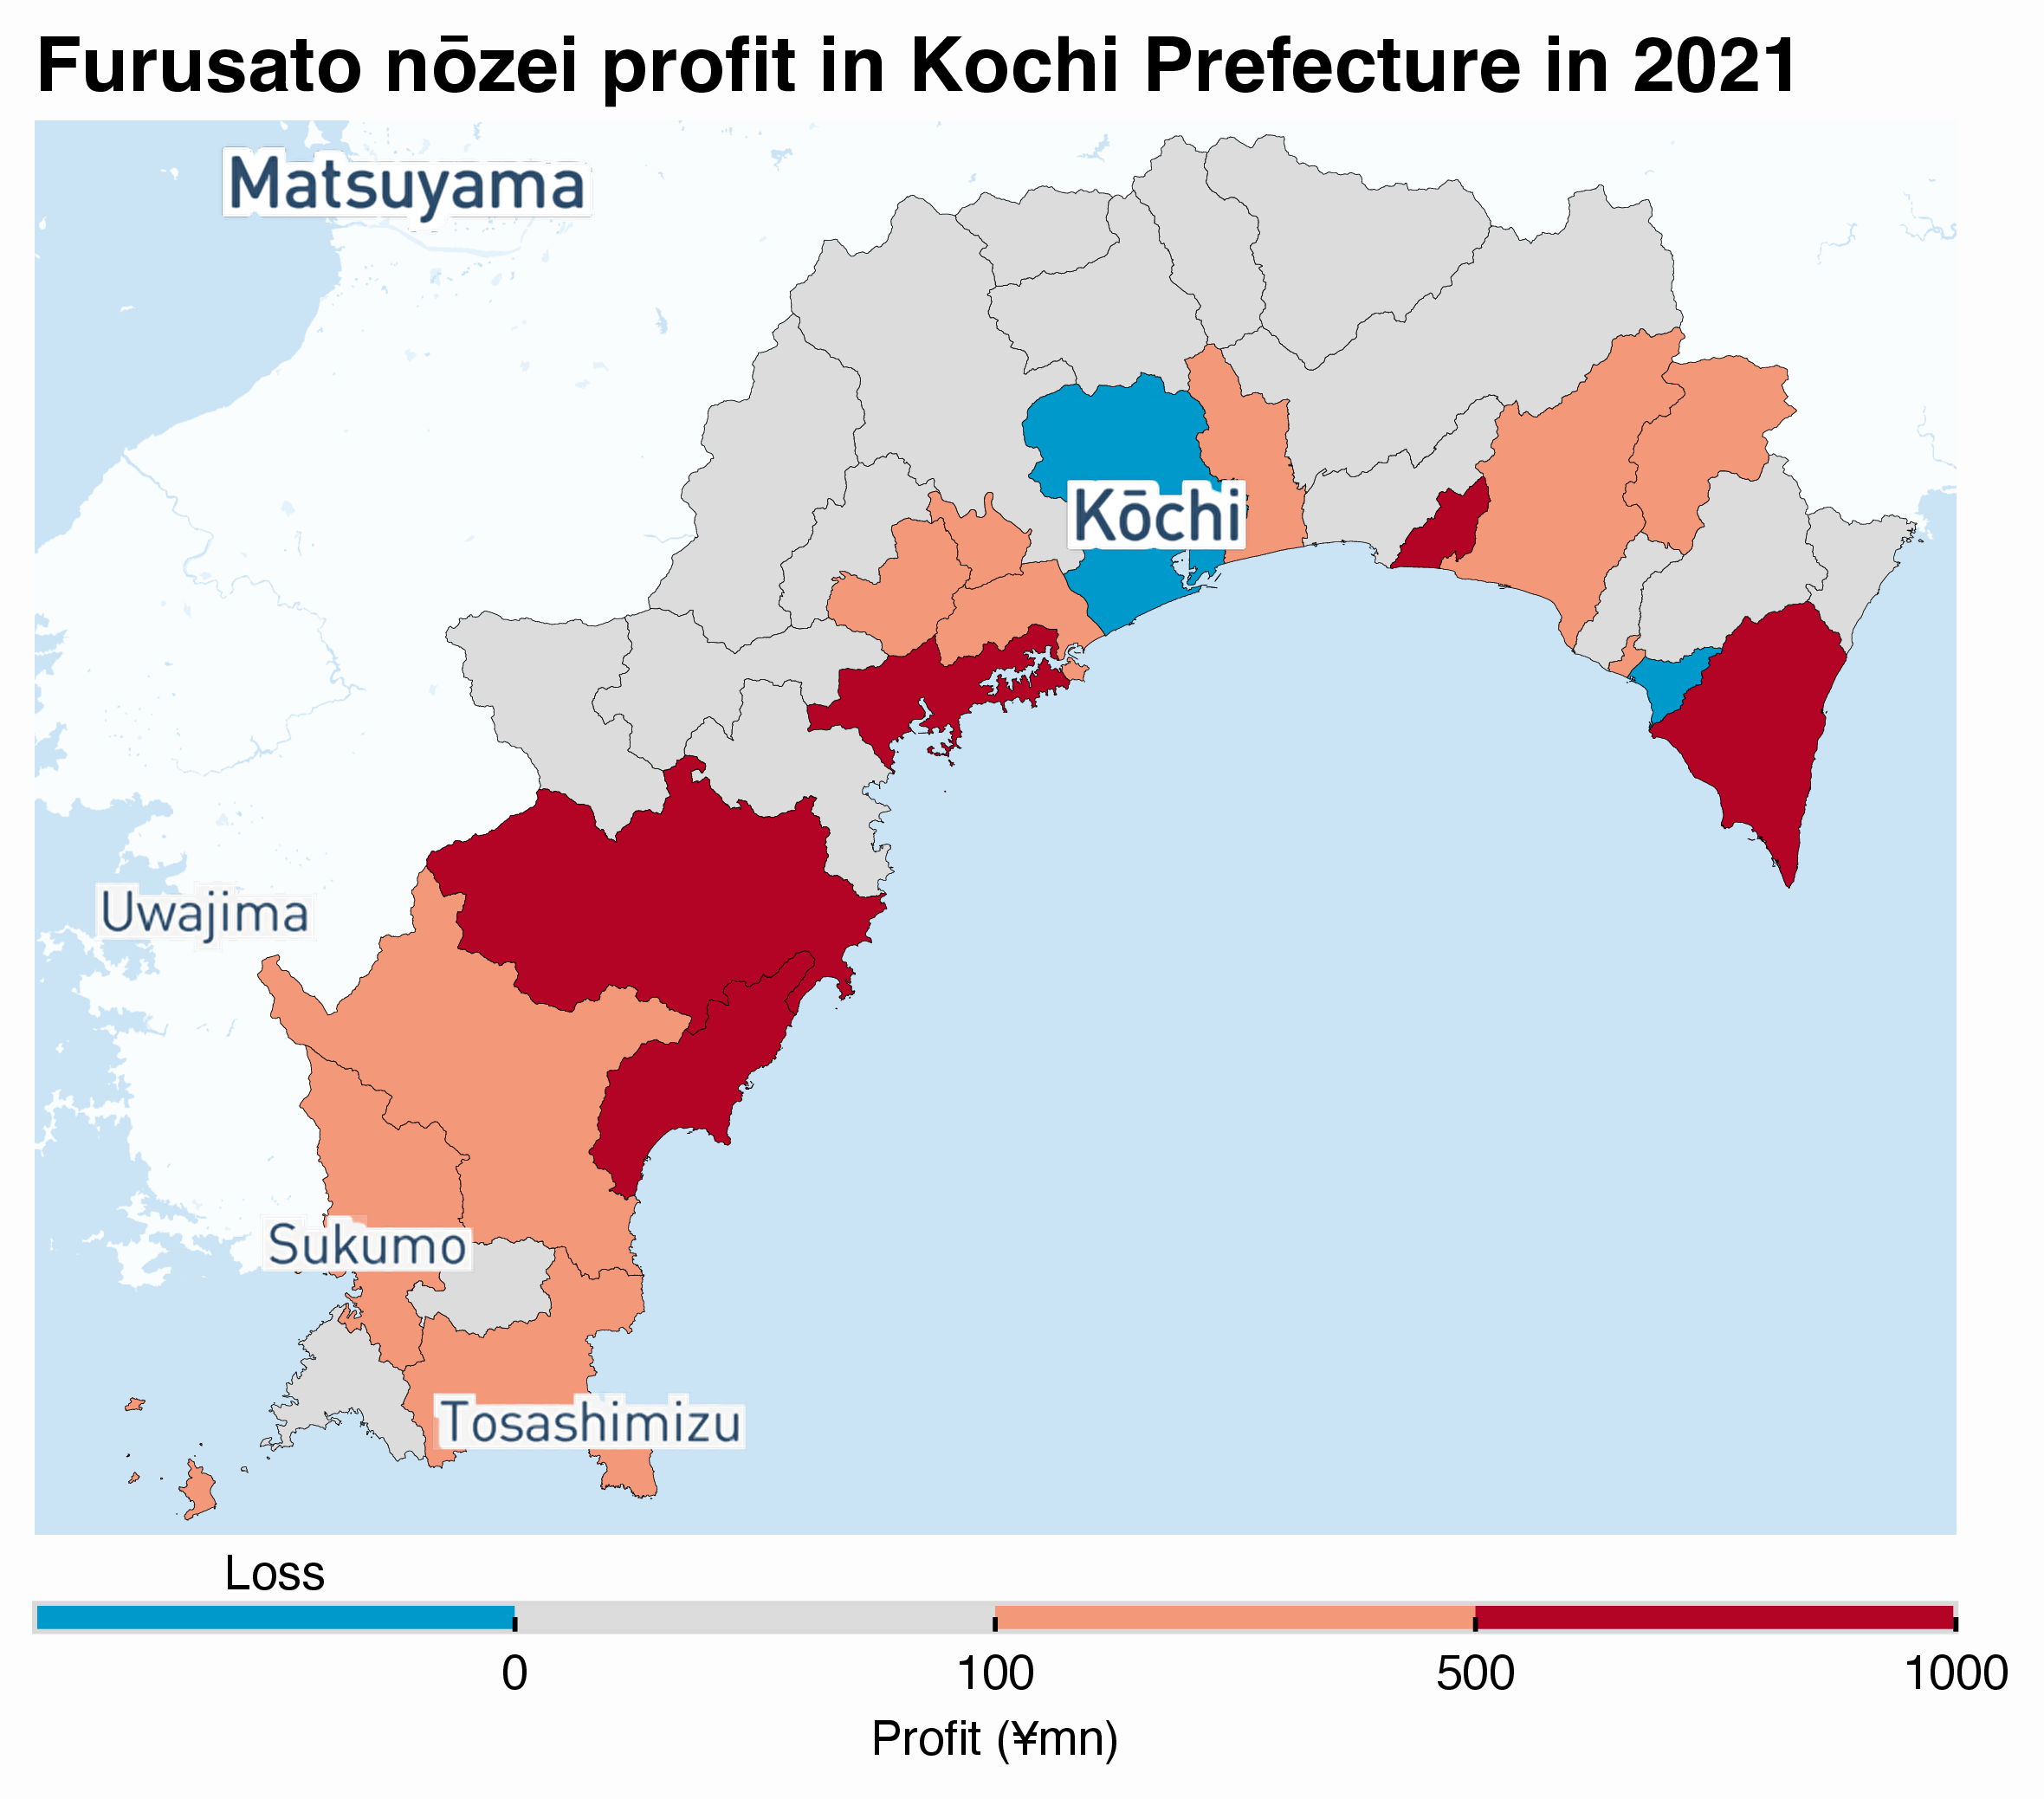 Furusato nōzei profit in Kochi Prefecture in 2021
Matsuyama
Kōchi
Uwajima
Sukumo
Tosashimizu
Loss
0 100 500 1000
Profit (¥mn)